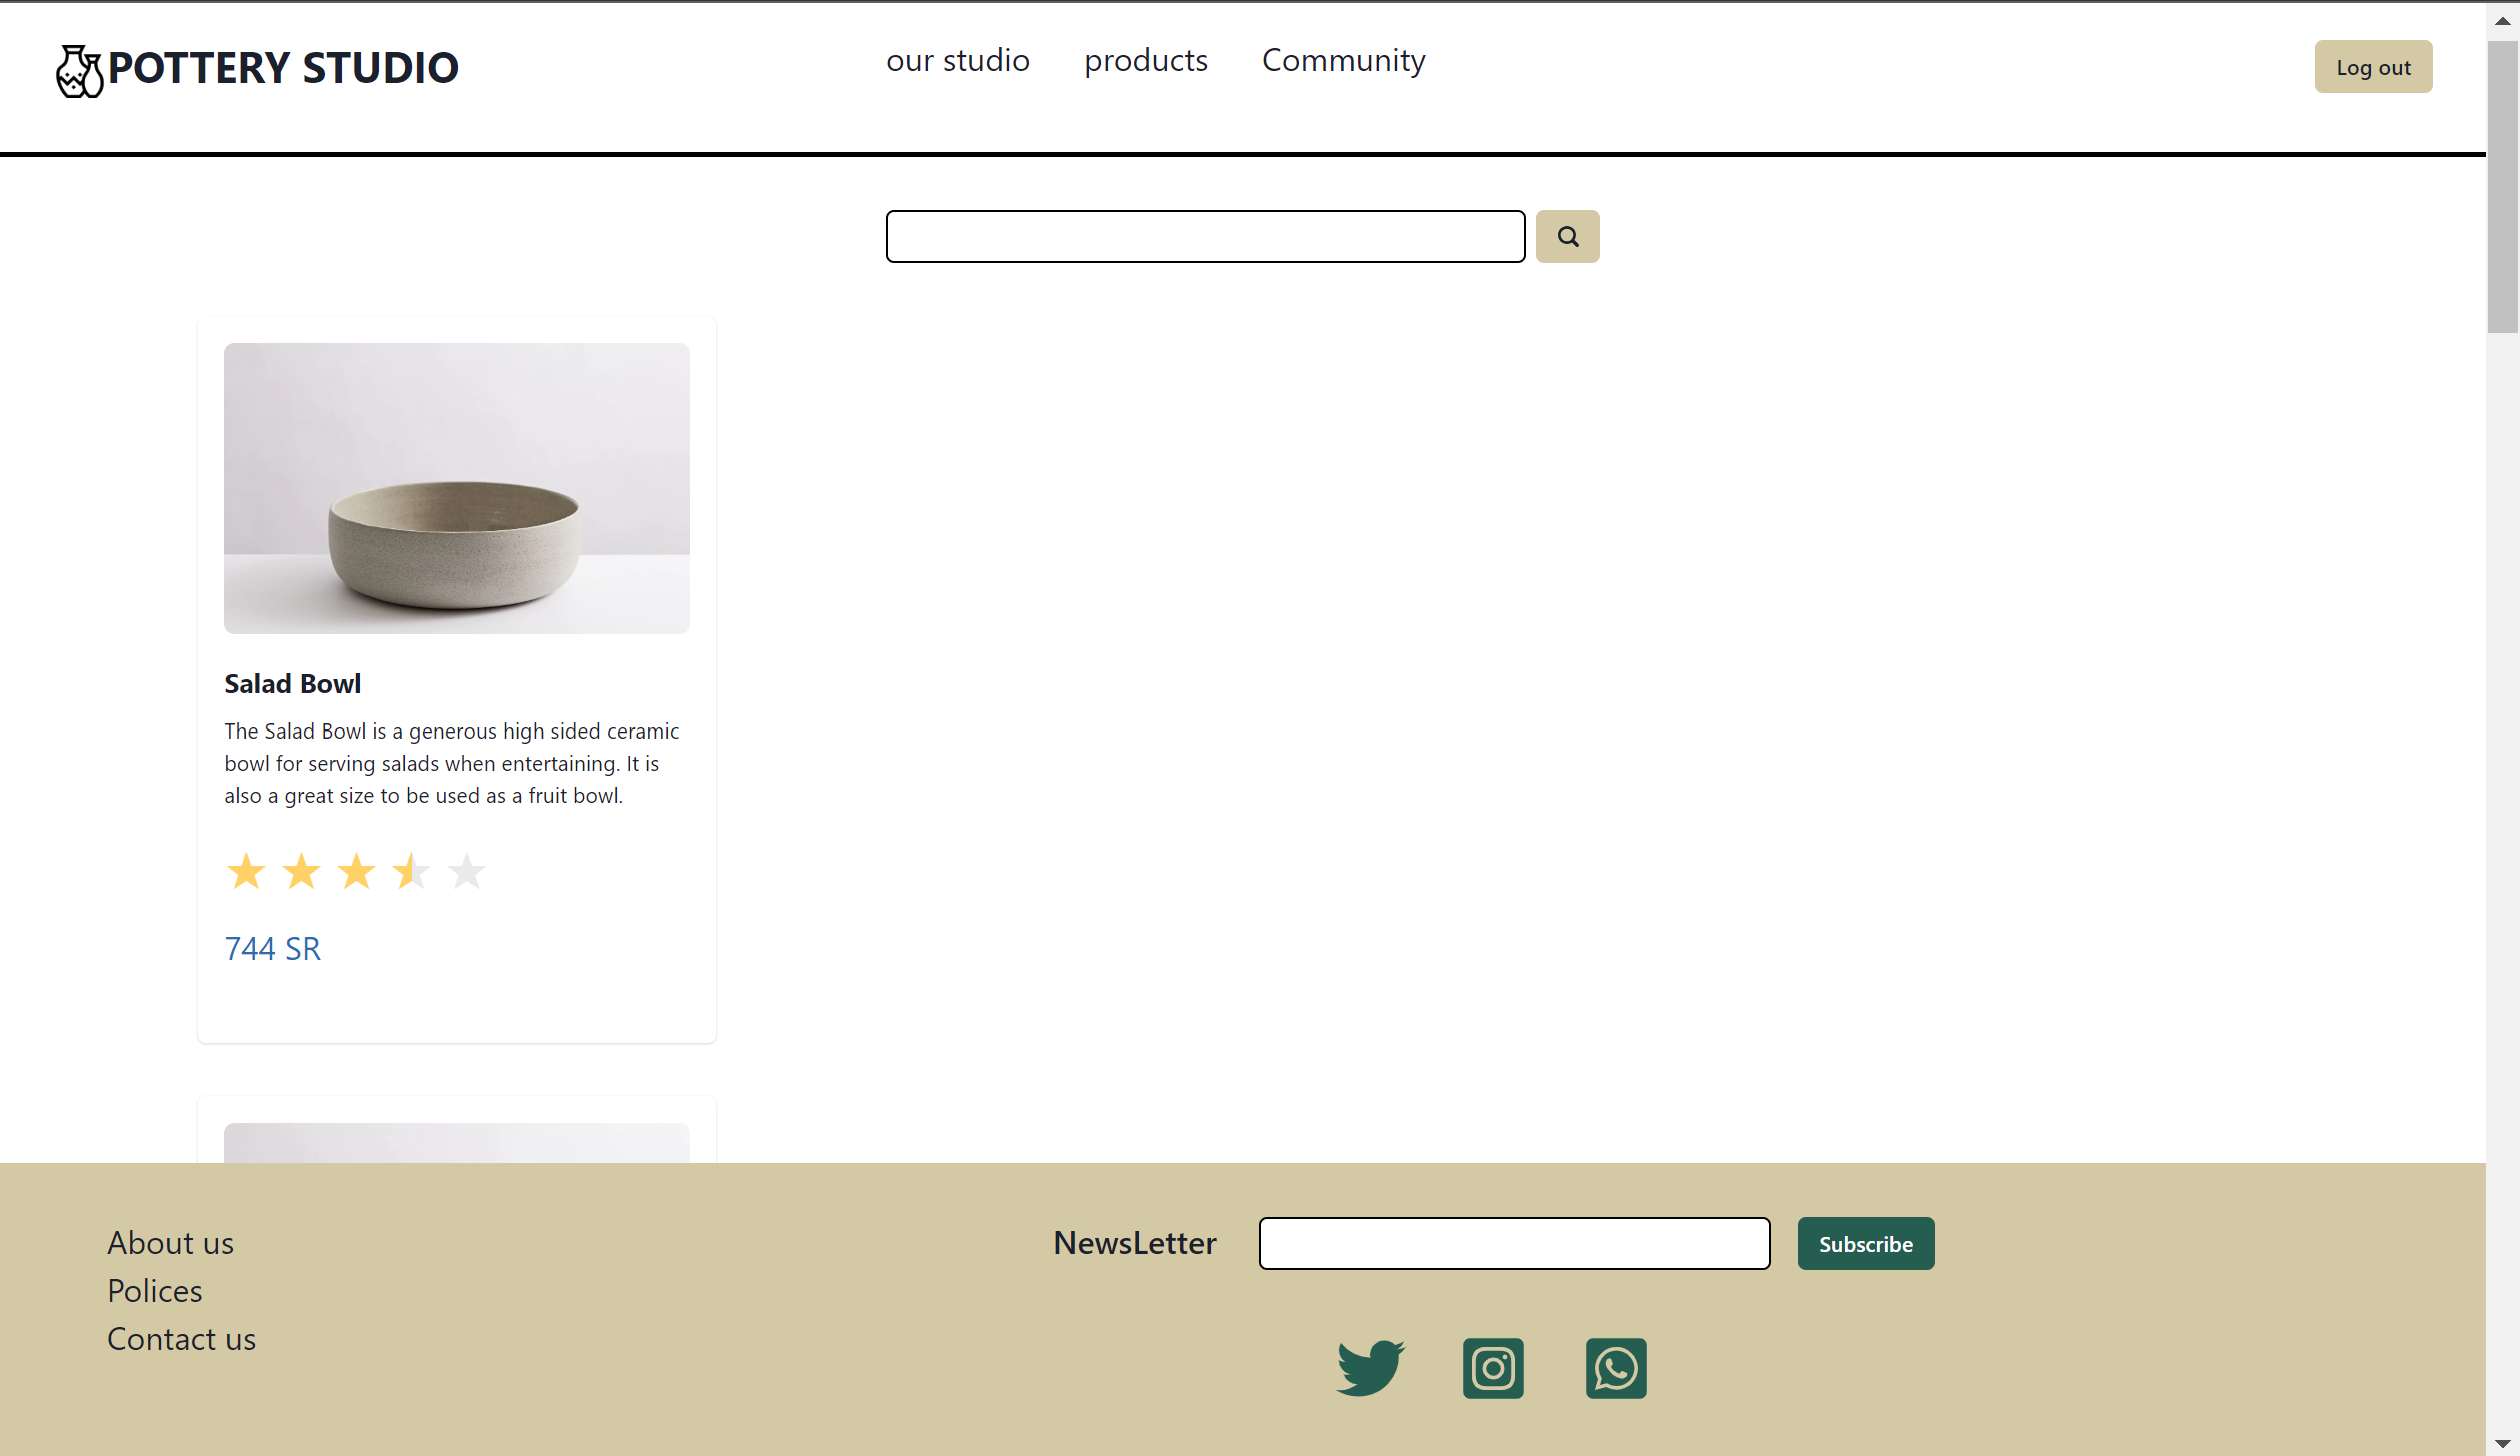 POTTERY STUDIO
our studio
products
Community
Log out
Salad Bowl
The Salad Bowl is a generous high sided ceramic
bowl for serving salads when entertaining. It is
also a great size to be used as a fruit bowl.
744 SR
About us
Polices
Contact us
NewsLetter
Subscribe